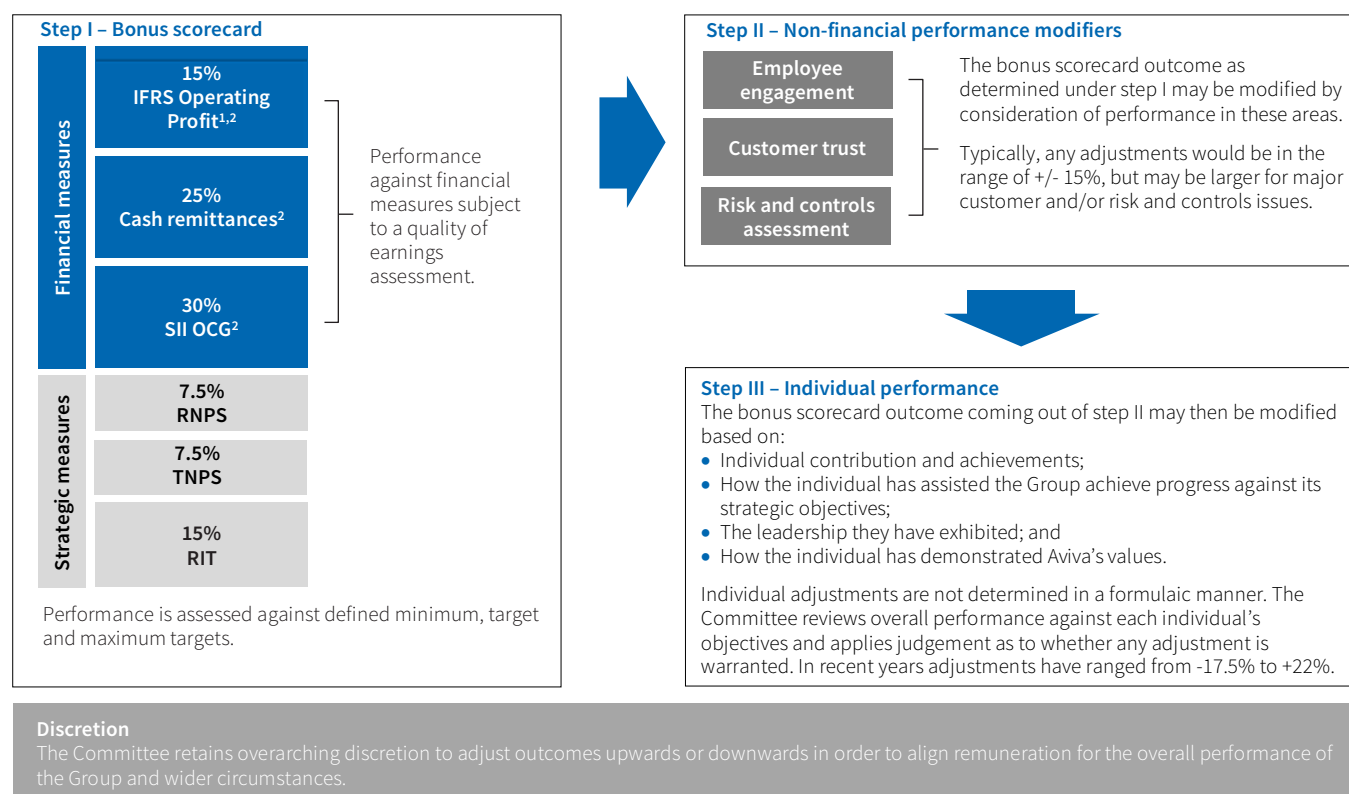 Step I – Bonus scorecard
Financial measures
15%
IFRS Operating
Profit1,2
25%
Cash remittances2
30%
SII OCG2
Performance
against financial
measures subject
to a quality of
earnings
assessment.
Strategic measures
7.5%
RNPS
7.5%
TNPS
15%
RIT
Performance is assessed against defined minimum, target
and maximum targets.
Step II – Non-financial performance modifiers
Employee
engagement
Customer trust
Risk and controls
assessment
The bonus scorecard outcome as
determined under step I may be modified by
consideration of performance in these areas.
Typically, any adjustments would be in the
range of +/- 15%, but may be larger for major
customer and/or risk and controls issues.
Step III – Individual performance
The bonus scorecard outcome coming out of step II may then be modified
based on:
• Individual contribution and achievements;
• How the individual has assisted the Group achieve progress against its
strategic objectives;
• The leadership they have exhibited; and
• How the individual has demonstrated Aviva’s values.
Individual adjustments are not determined in a formulaic manner. The
Committee reviews overall performance against each individual’s
objectives and applies judgement as to whether any adjustment is
warranted. In recent years adjustments have ranged from -17.5% to +22%.
Discretion
The Committee retains overarching discretion to adjust outcomes upwards or downwards in order to align remuneration for the overall performance of
the Group and wider circumstances.